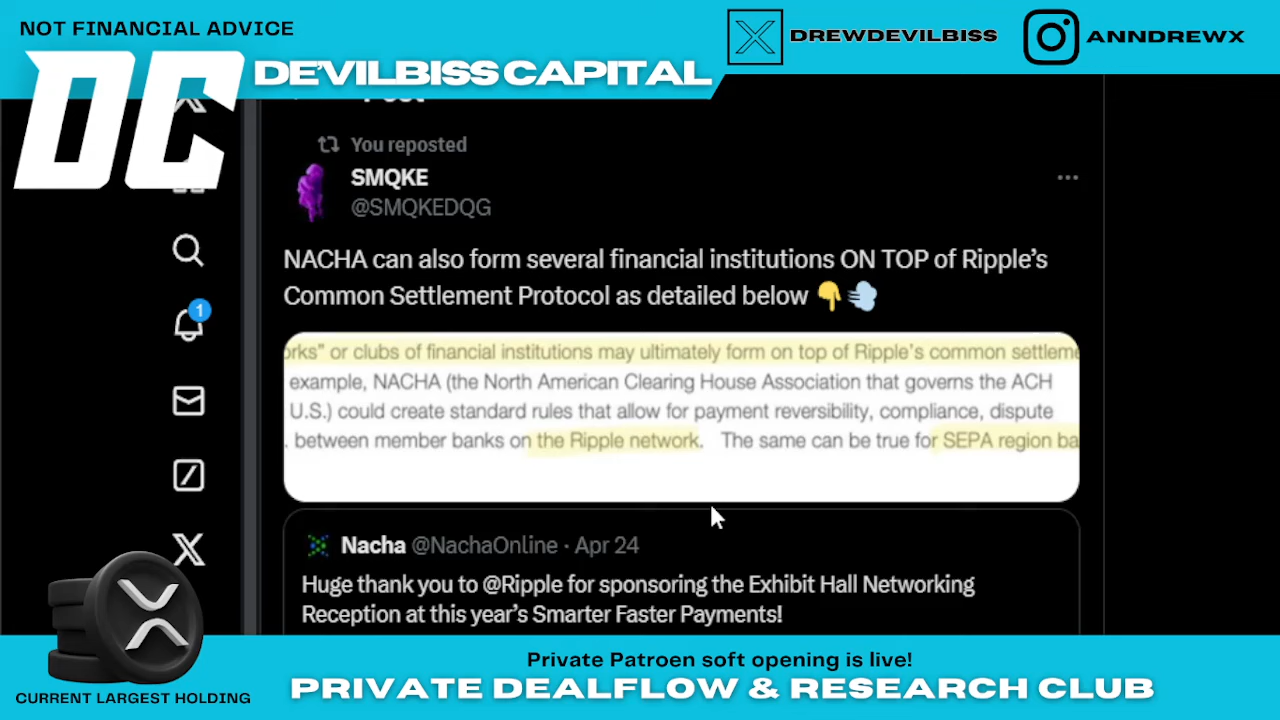 NOT FINANCIAL ADVICE
DC
DE'VILBISS CAPITAL
DREWDEVILBISS
ANNDREWX
Post
You reposted
SMQKE
@SMQKEDQG
NACHA can also form several financial institutions ON TOP of Ripple's
Common Settlement Protocol as detailed below 👇💨
orks" or clubs of financial institutions may ultimately form on top of Ripple's common settleme
example, NACHA (the North American Clearing House Association that governs the ACH
U.S.) could create standard rules that allow for payment reversibility, compliance, dispute
. between member banks on the Ripple network. The same can be true for SEPA region ba
1
Nacha @NachaOnline · Apr 24
Huge thank you to @Ripple for sponsoring the Exhibit Hall Networking
Reception at this year's Smarter Faster Payments!
CURRENT LARGEST HOLDING
Private Patroen soft opening is live!
PRIVATE DEALFLOW & RESEARCH CLUB